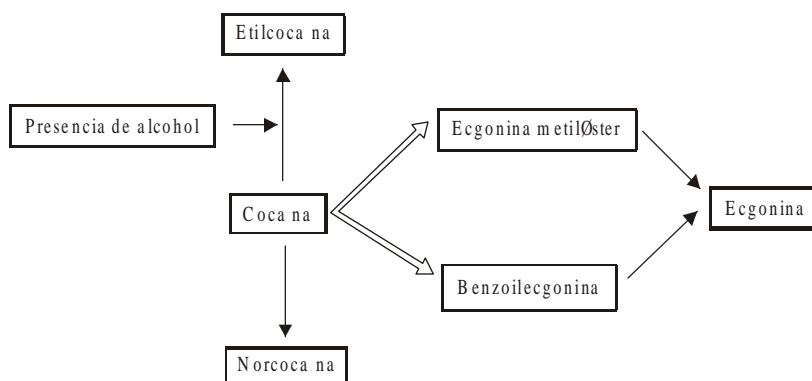 Etilcoca na
Presencia de alcohol
Ecgonina metilØster
Coca na
Ecgonina
Benzoilecgonina
Norcoca na